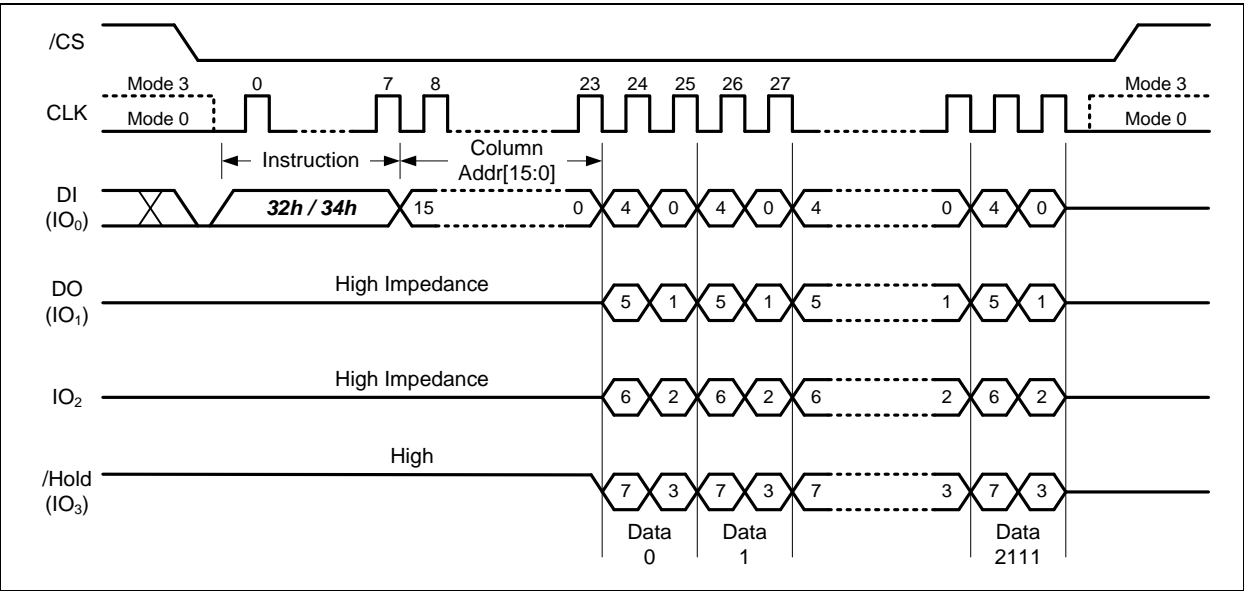 /CS
Mode 3 0 7 8 23 24 25 26 27 Mode 3
CLK
Mode 0 Mode 0
Instruction
Column
Addr[15:0]
DI
(IO₀)
32h / 34h 15 0 4 0 4 0 4 0 4 0
High Impedance
DO
(IO₁)
5 1 5 1 5 1 5 1
High Impedance
IO₂ 6 2 6 2 6 2 6 2
High
/Hold
(IO₃)
7 3 7 3 7 3 7 3
Data Data Data
0 1 2111